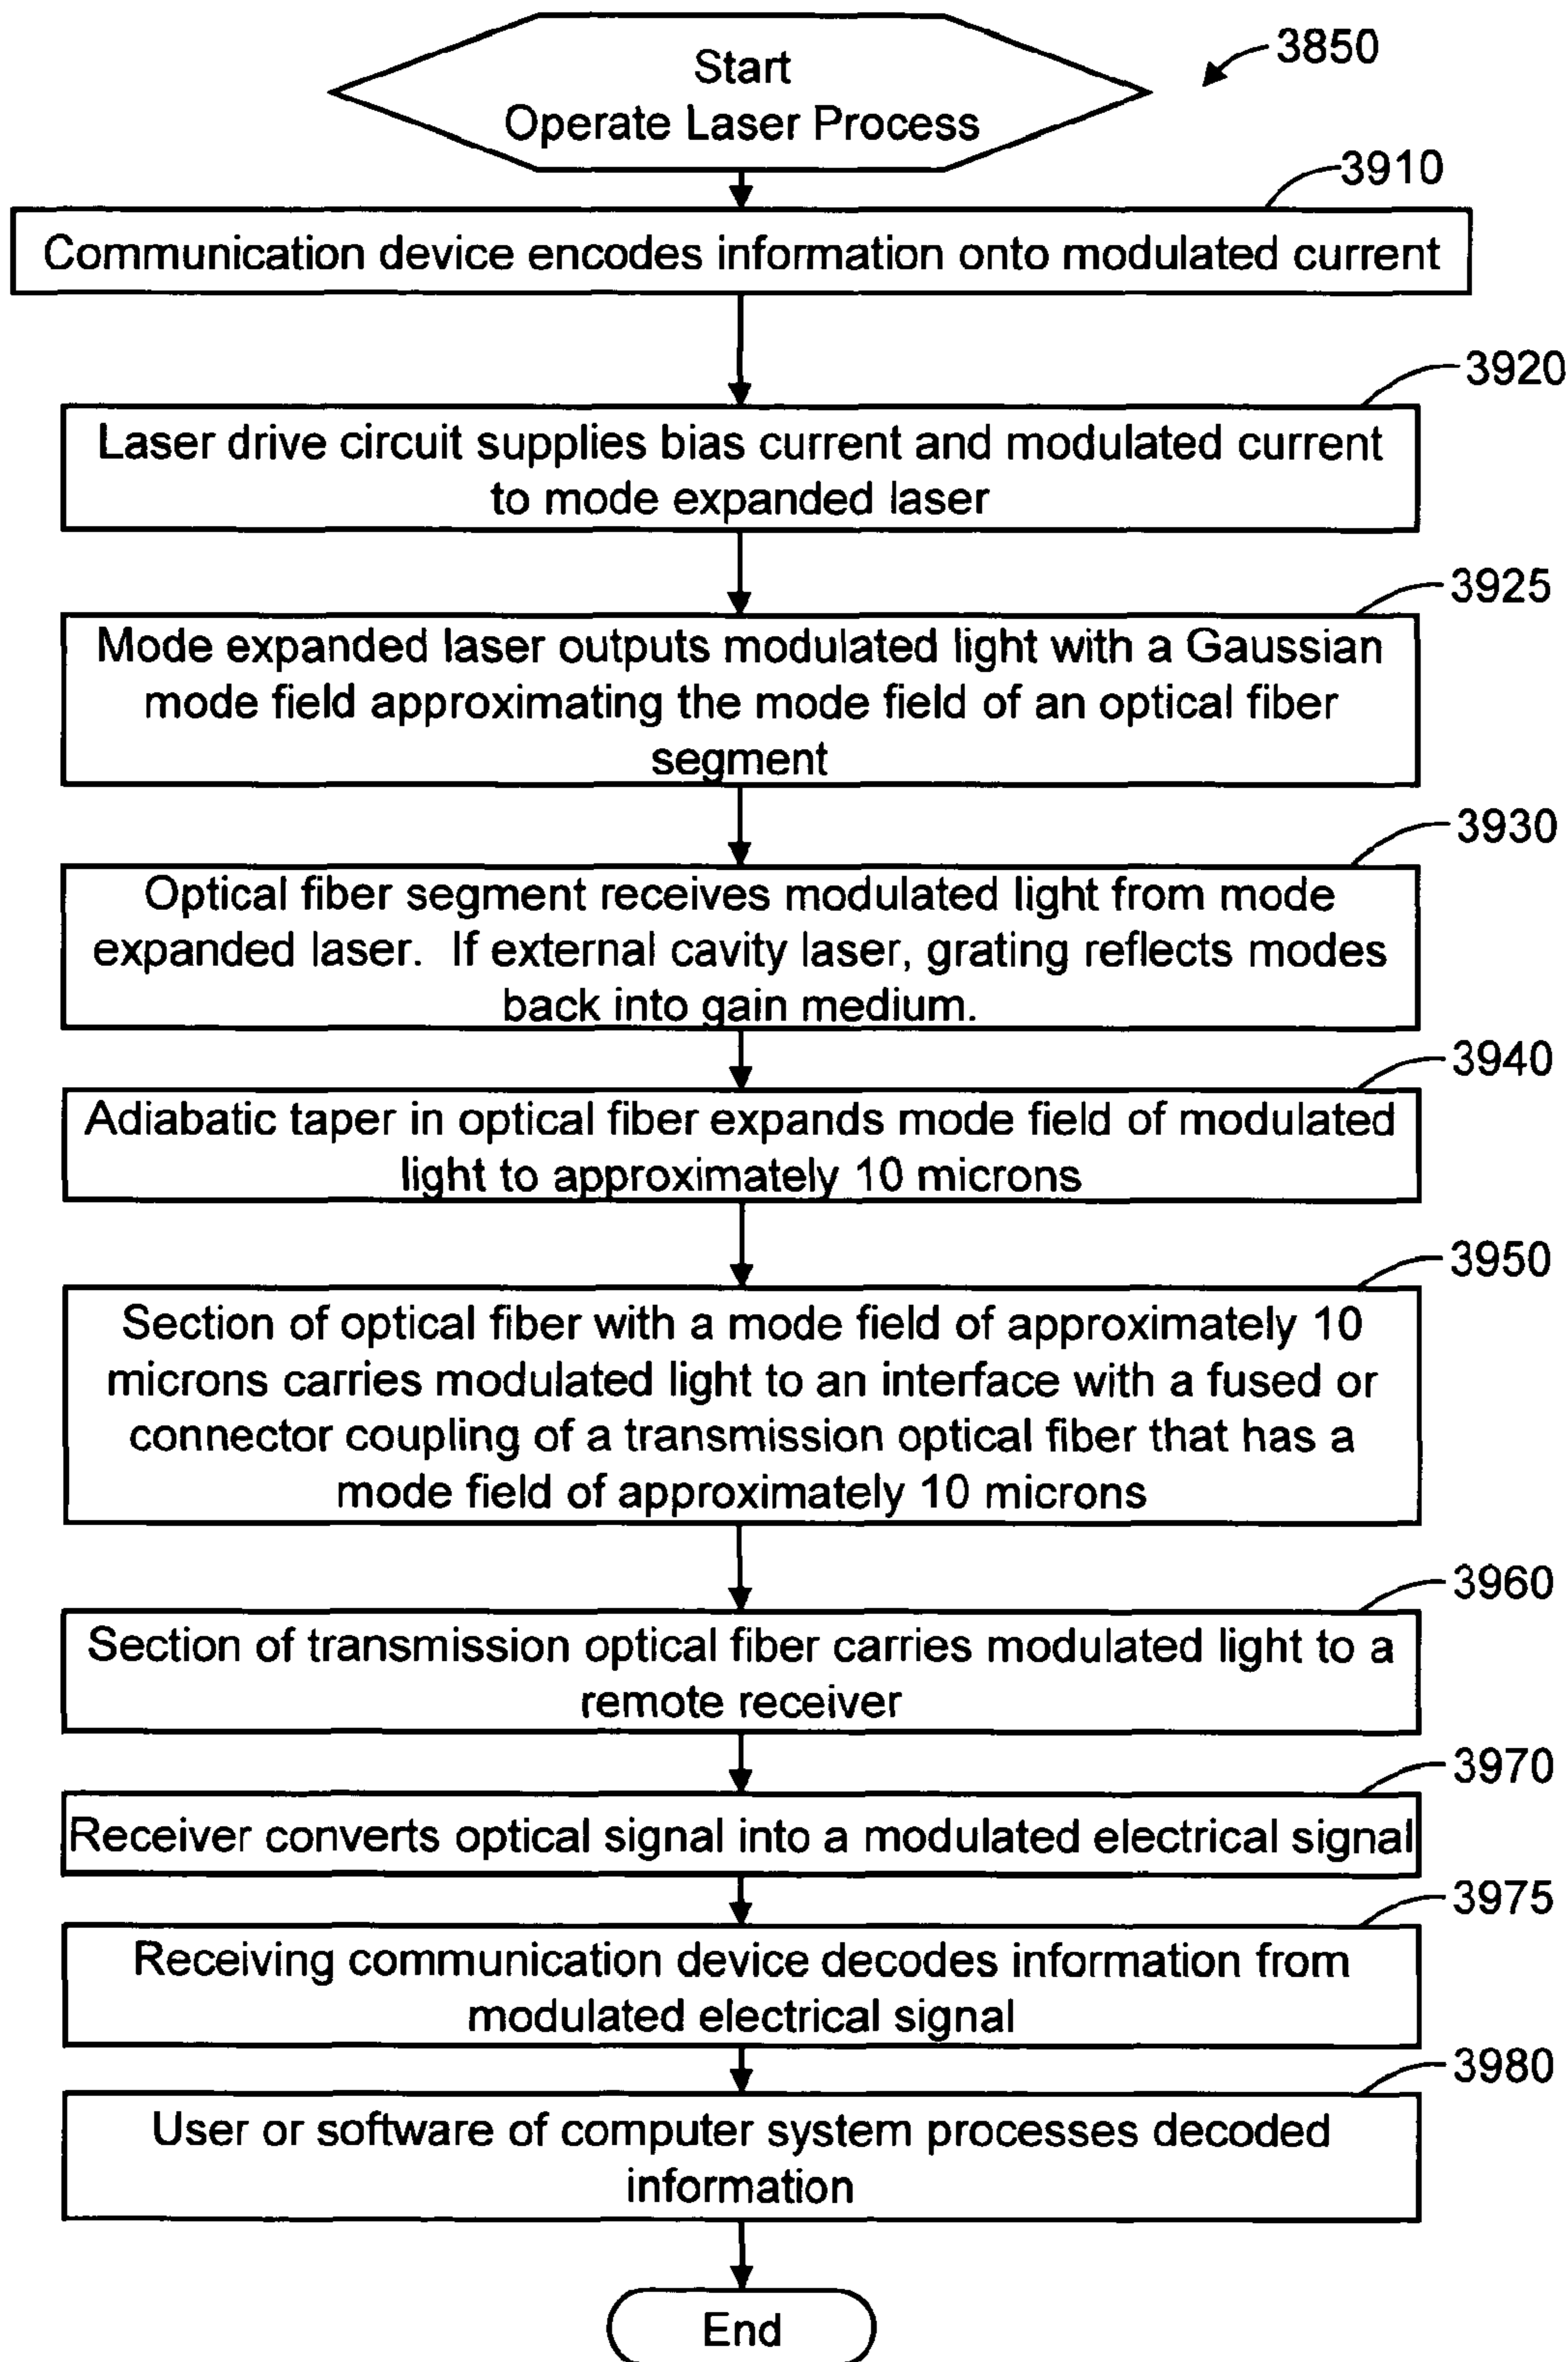 Start
Operate Laser Process
3850
3910
Communication device encodes information onto modulated current
3920
Laser drive circuit supplies bias current and modulated current
to mode expanded laser
3925
Mode expanded laser outputs modulated light with a Gaussian
mode field approximating the mode field of an optical fiber
segment
3930
Optical fiber segment receives modulated light from mode
expanded laser.  If external cavity laser, grating reflects modes
back into gain medium.
3940
Adiabatic taper in optical fiber expands mode field of modulated
light to approximately 10 microns
3950
Section of optical fiber with a mode field of approximately 10
microns carries modulated light to an interface with a fused or
connector coupling of a transmission optical fiber that has a
mode field of approximately 10 microns
3960
Section of transmission optical fiber carries modulated light to a
remote receiver
3970
Receiver converts optical signal into a modulated electrical signal
3975
Receiving communication device decodes information from
modulated electrical signal
3980
User or software of computer system processes decoded
information
End